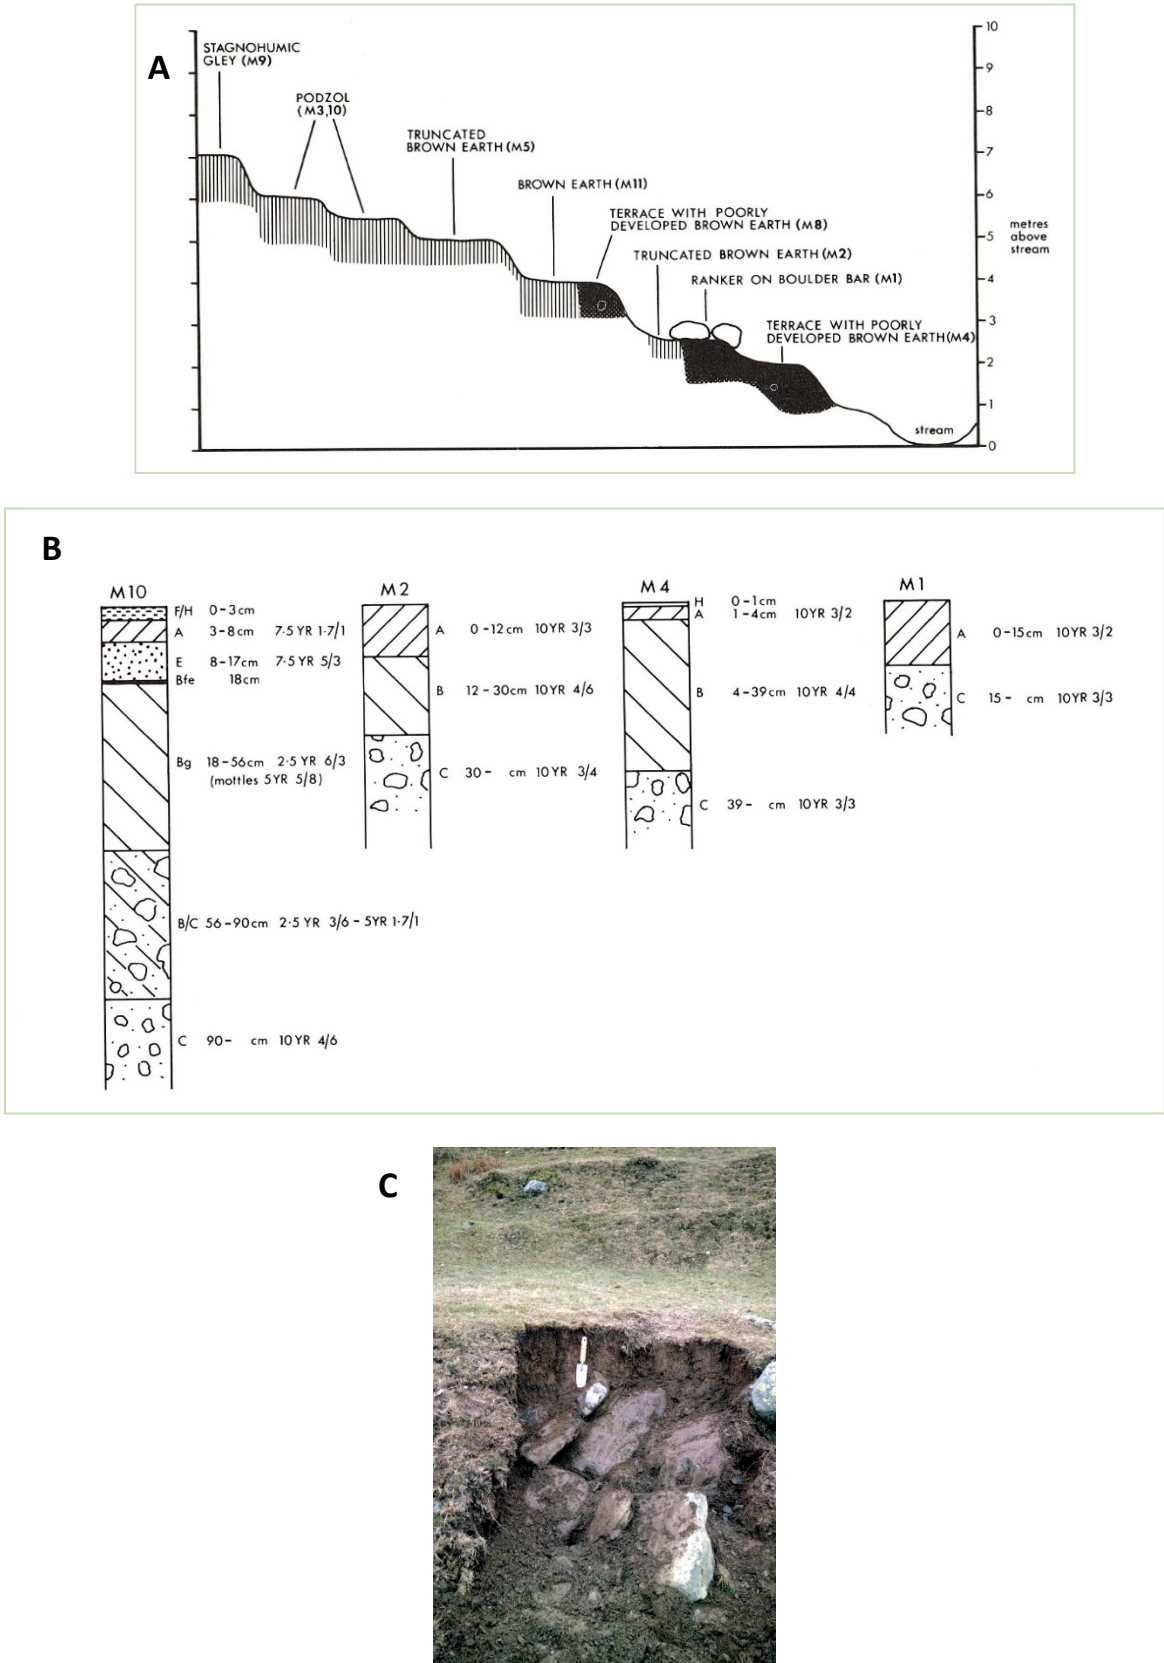 A
STAGNOHUMIC
GLEY (M9)
PODZOL
(M3,10)
TRUNCATED
BROWN EARTH (M5)
BROWN EARTH (M11)
TERRACE WITH POORLY
DEVELOPED BROWN EARTH (M8)
TRUNCATED BROWN EARTH (M2)
RANKER ON BOULDER BAR (M1)
TERRACE WITH POORLY
DEVELOPED BROWN EARTH (M4)
stream
10
9
8
7
6
5
4
3
2
1
0
metres
above
stream
B
M10
F/H 0-3cm
A 3-8cm 7·5 YR 1·7/1
E 8-17cm 7·5 YR 5/3
Bfe 18cm
Bg 18-56cm 2·5 YR 6/3
(mottles 5YR 5/8)
B/C 56-90cm 2·5 YR 3/6 - 5YR 1·7/1
C 90- cm 10YR 4/6
M2
A 0-12cm 10YR 3/3
B 12-30cm 10YR 4/6
C 30- cm 10YR 3/4
M4
H 0-1cm
A 1-4cm 10YR 3/2
B 4-39cm 10YR 4/4
C 39- cm 10YR 3/3
M1
A 0-15cm 10YR 3/2
C 15- cm 10YR 3/3
C